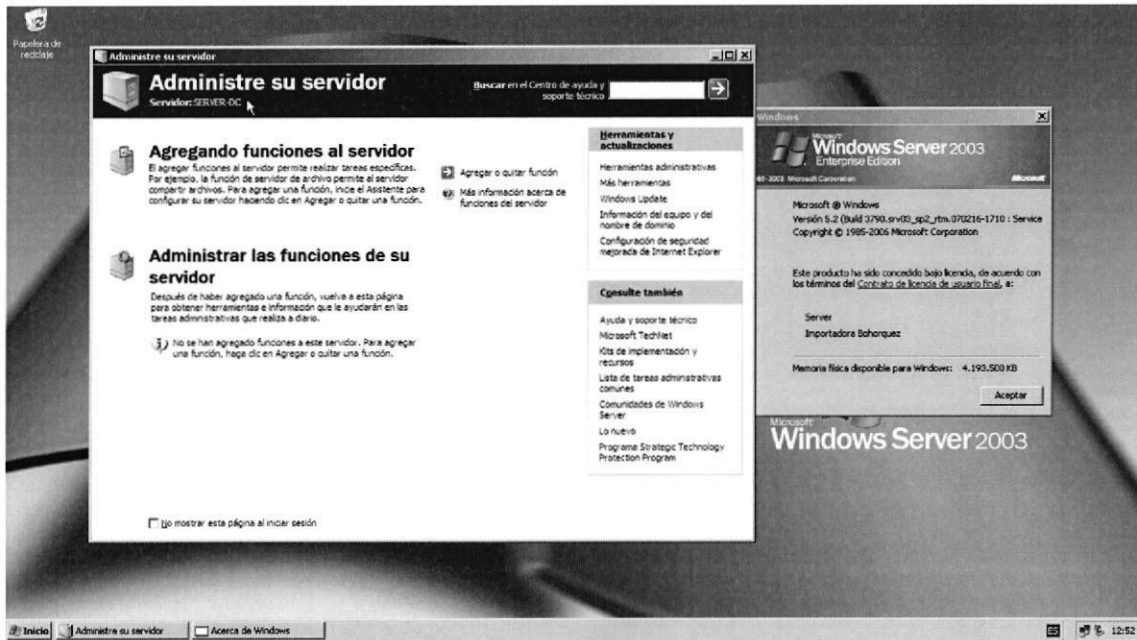 Papelera de
reciclaje
Administre su servidor
Administre su servidor
Servidor: SERVER-DC
Buscar en el Centro de ayuda y
soporte técnico
Agregando funciones al servidor
El agregar funciones al servidor permite realizar tareas específicas.
Por ejemplo, la función de servidor de archivo permite al servidor
compartir archivos. Para agregar una función, inicie el Asistente para
configurar su servidor haciendo clic en Agregar o quitar una función.
Agregar o quitar función
Más información acerca de
funciones del servidor
Administrar las funciones de su
servidor
Después de haber agregado una función, vuelva a esta página
para obtener herramientas e información que le ayudarán en las
tareas administrativas que realiza a diario.
No se han agregado funciones a este servidor. Para agregar
una función, haga clic en Agregar o quitar una función.
Herramientas y
actualizaciones
Herramientas administrativas
Más herramientas
Windows Update
Información del equipo y del
nombre de dominio
Configuración de seguridad
mejorada de Internet Explorer
Consulte también
Ayuda y soporte técnico
Microsoft TechNet
Kits de implementación y
recursos
Lista de tareas administrativas
comunes
Comunidades de Windows
Server
Lo nuevo
Programa Strategic Technology
Protection Program
No mostrar esta página al iniciar sesión
Windows
Microsoft
Windows Server 2003
Enterprise Edition
85-2003 Microsoft Corporation
Microsoft
Microsoft ® Windows
Versión 5.2 (Build 3790.srv03_sp2_rtm.070216-1710 : Service
Copyright © 1985-2006 Microsoft Corporation
Este producto ha sido concedido bajo licencia, de acuerdo con
los términos del Contrato de licencia de usuario final, a:
Server
Importadora Bohorquez
Memoria física disponible para Windows: 4.193.500 KB
Aceptar
Microsoft
Windows Server 2003
Inicio
Administre su servidor
Acerca de Windows
ES
12:52